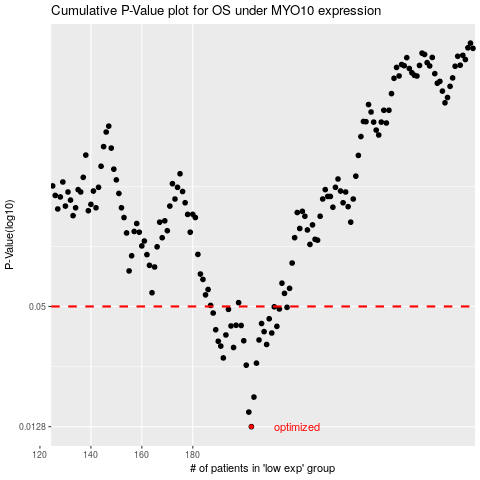 Cumulative P-Value plot for OS under MYO10 expression
P-Value(log10)
0.05
0.0128
optimized
120 140 160 180
# of patients in 'low exp' group